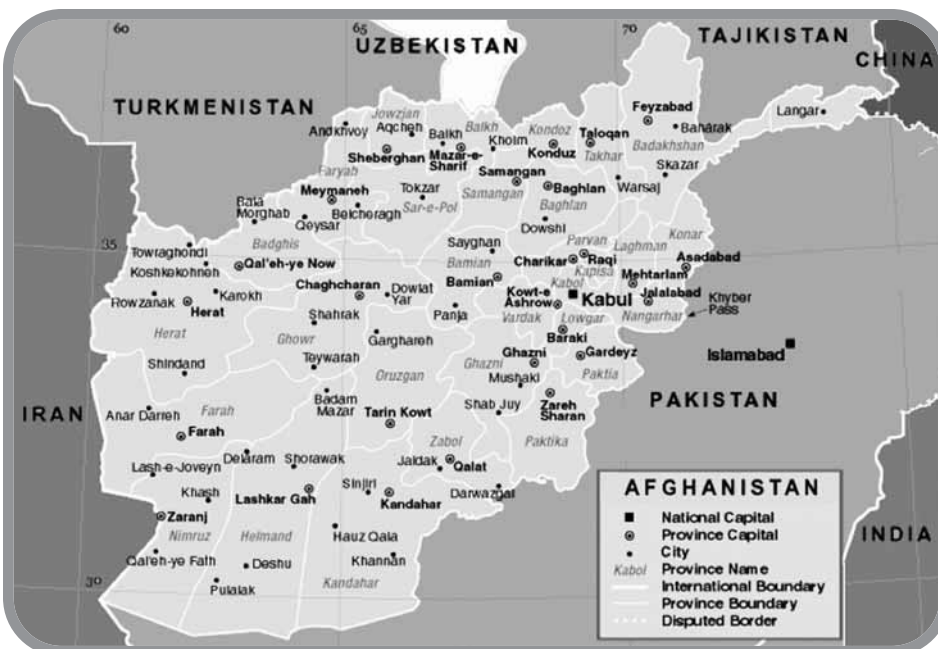 60
65
70
UZBEKISTAN
TAJIKISTAN
CHINA
TURKMENISTAN
Jowzjan
Andkhvoy
Aqcheh
Balkh
Balkh
Kholm
Kondoz
Taloqan
Feyzabad
Baharak
Langar
Sheberghan
Mazar-e-
Sharif
Konduz
Takhar
Badakhshan
Faryab
Samangan
Skazar
Meymaneh
Tokzar
Samangan
Baghlan
Warsaj
Bala
Morghab
Belcheragh
Sar-e-Pol
Baghlan
Qeysar
Dowshi
35
Towraghondi
Badghis
Sayghan
Parvan
Laghman
Konar
Koshkekohneh
Qal'eh-ye Now
Bamian
Charikar
Raqi
Asadabad
Kapisa
Mehtarlam
Chaghcharan
Bamian
Kabol
Rowzanak
Karokh
Dowlat
Yar
Kowt-e
Ashrow
Kabul
Jalalabad
Khyber
Pass
Herat
Panja
Vardak
Lowgar
Nangarhar
Shahrak
Herat
Ghowr
Gharghareh
Baraki
Islamabad
Shindand
Teywarah
Ghazni
Ghazni
Gardeyz
Oruzgan
Mushaki
Paktia
IRAN
Anar Darreh
Farah
Badam
Mazar
Tarin Kowt
Shab Juy
Zareh
Sharan
PAKISTAN
Farah
Zabol
Paktika
Delaram
Shorawak
Lash-e-Joveyn
Jaldak
Qalat
Khash
Lashkar Gah
Sinjiri
Kandahar
Darwazgai
Zaranj
Nimruz
Helmand
Hauz Qala
Qal'eh-ye Fath
Deshu
Khannan
Pulalak
Kandahar
30
INDIA
AFGHANISTAN
National Capital
Province Capital
City
Kabol Province Name
International Boundary
Province Boundary
Disputed Border